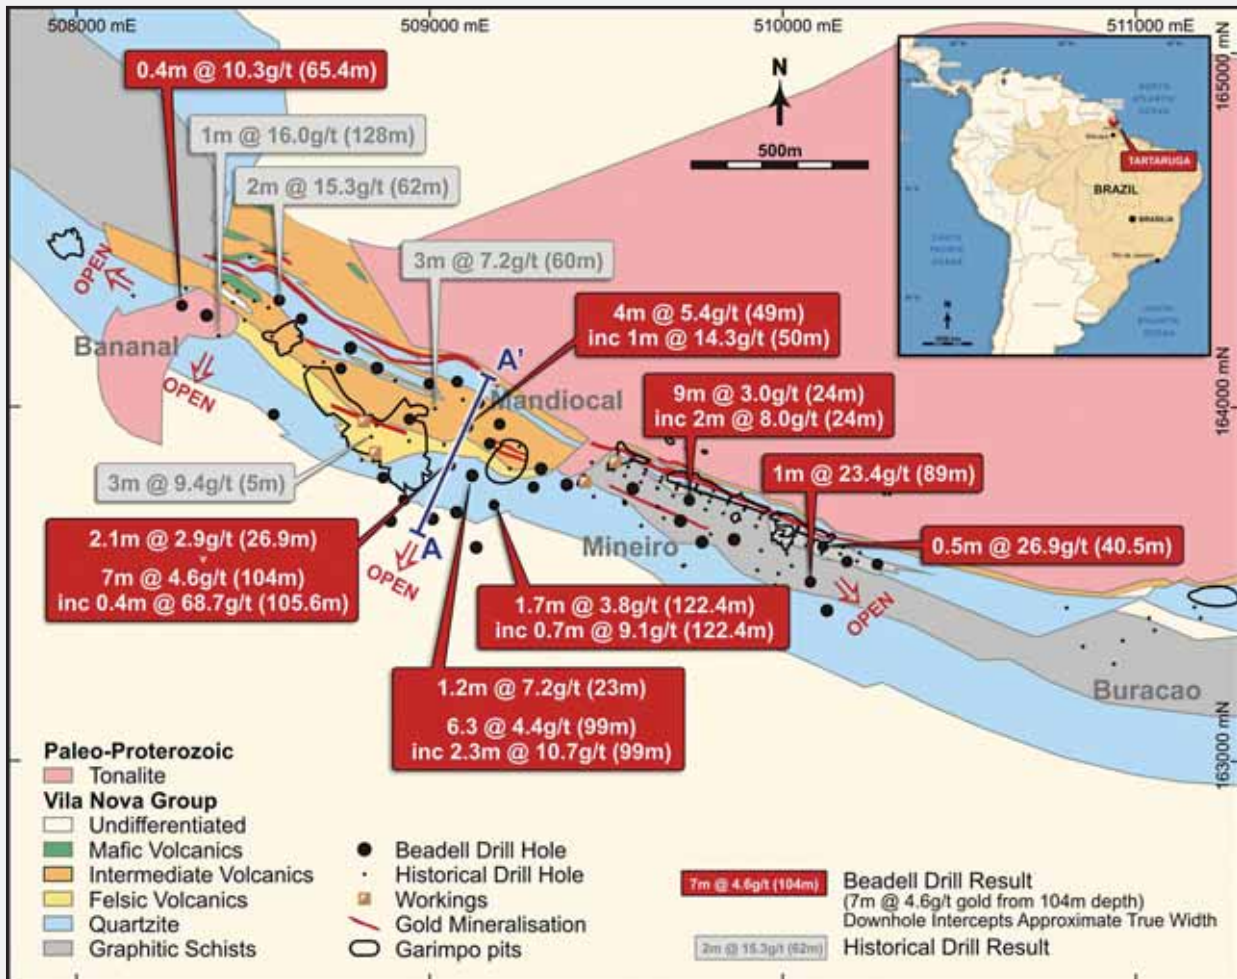 508000 mE
509000 mE
510000 mE
511000 mE
165000 mN
164000 mN
163000 mN
0.4m @ 10.3g/t (65.4m)
1m @ 16.0g/t (128m)
2m @ 15.3g/t (62m)
3m @ 7.2g/t (60m)
N
500m
BRAZIL
TARTARUGA
BRASILIA
Rio de Janeiro
N
OPEN
Bananal
OPEN
4m @ 5.4g/t (49m)
inc 1m @ 14.3g/t (50m)
A'
Mandiocal
9m @ 3.0g/t (24m)
inc 2m @ 8.0g/t (24m)
1m @ 23.4g/t (89m)
3m @ 9.4g/t (5m)
2.1m @ 2.9g/t (26.9m)
7m @ 4.6g/t (104m)
inc 0.4m @ 68.7g/t (105.6m)
A
OPEN
Mineiro
0.5m @ 26.9g/t (40.5m)
1.7m @ 3.8g/t (122.4m)
inc 0.7m @ 9.1g/t (122.4m)
OPEN
1.2m @ 7.2g/t (23m)
6.3 @ 4.4g/t (99m)
inc 2.3m @ 10.7g/t (99m)
Buracao
Paleo-Proterozoic
Tonalite
Vila Nova Group
Undifferentiated
Mafic Volcanics
Intermediate Volcanics
Felsic Volcanics
Quartzite
Graphitic Schists
Beadell Drill Hole
Historical Drill Hole
Workings
Gold Mineralisation
Garimpo pits
7m @ 4.6g/t (104m)
Beadell Drill Result
(7m @ 4.6g/t gold from 104m depth)
Downhole Intercepts Approximate True Width
2m @ 15.3g/t (62m)
Historical Drill Result